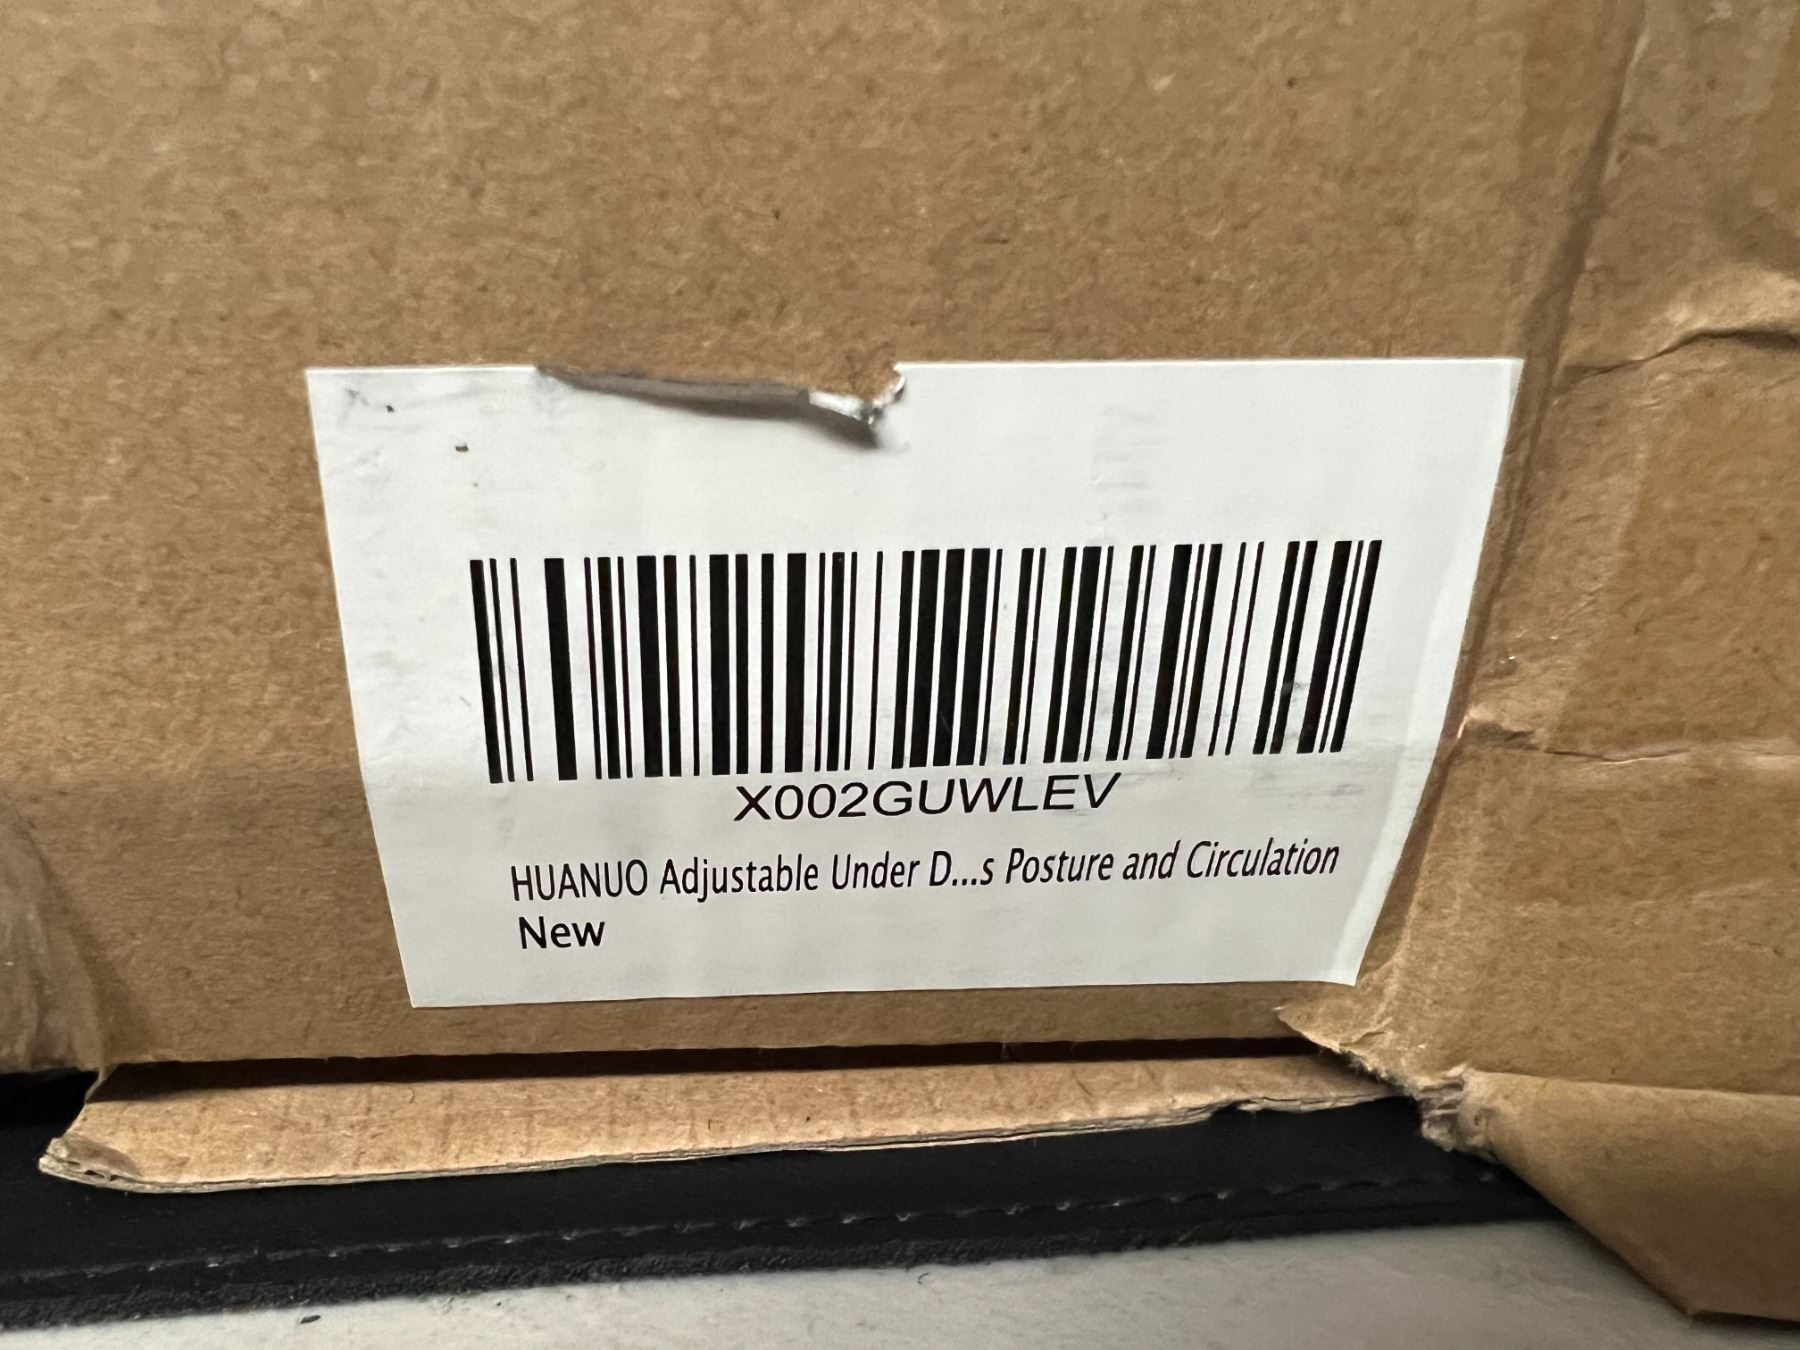 X002GUWLEV
HUANUO Adjustable Under D...s Posture and Circulation
New